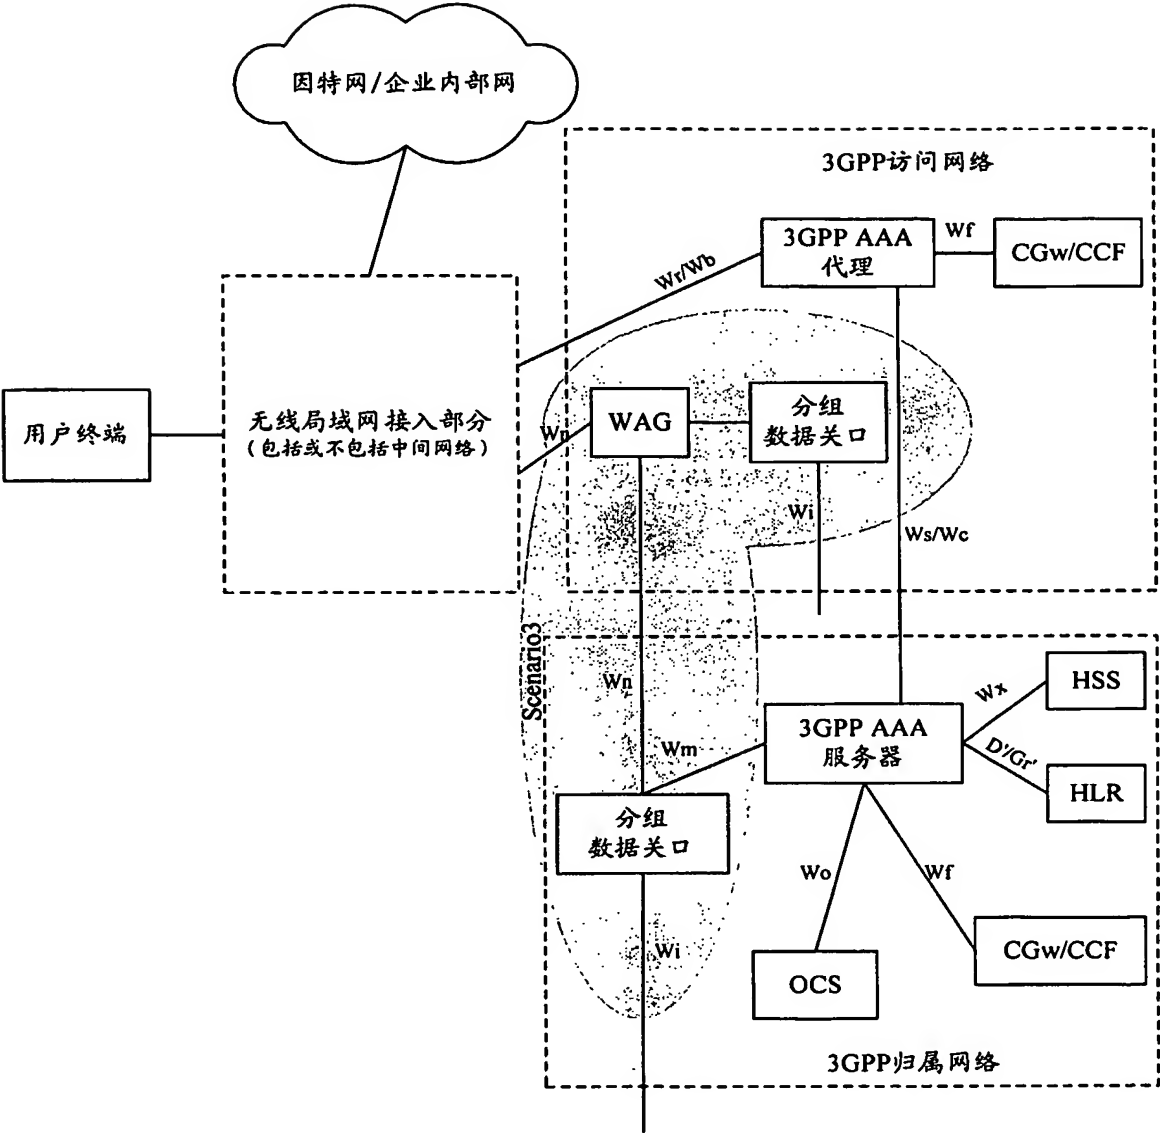 因特网/企业内部网
3GPP访问网络
3GPP AAA
代理
Wf
CGw/CCF
Wr/Wb
用户终端
无线局域网接入部分
(包括或不包括中间网络)
Wn
WAG
分组
数据关口
Wi
Ws/Wc
Scenario3
Wn
Wm
3GPP AAA
服务器
Wx
HSS
D'/Gr'
HLR
分组
数据关口
Wo
Wf
Wi
OCS
CGw/CCF
3GPP归属网络